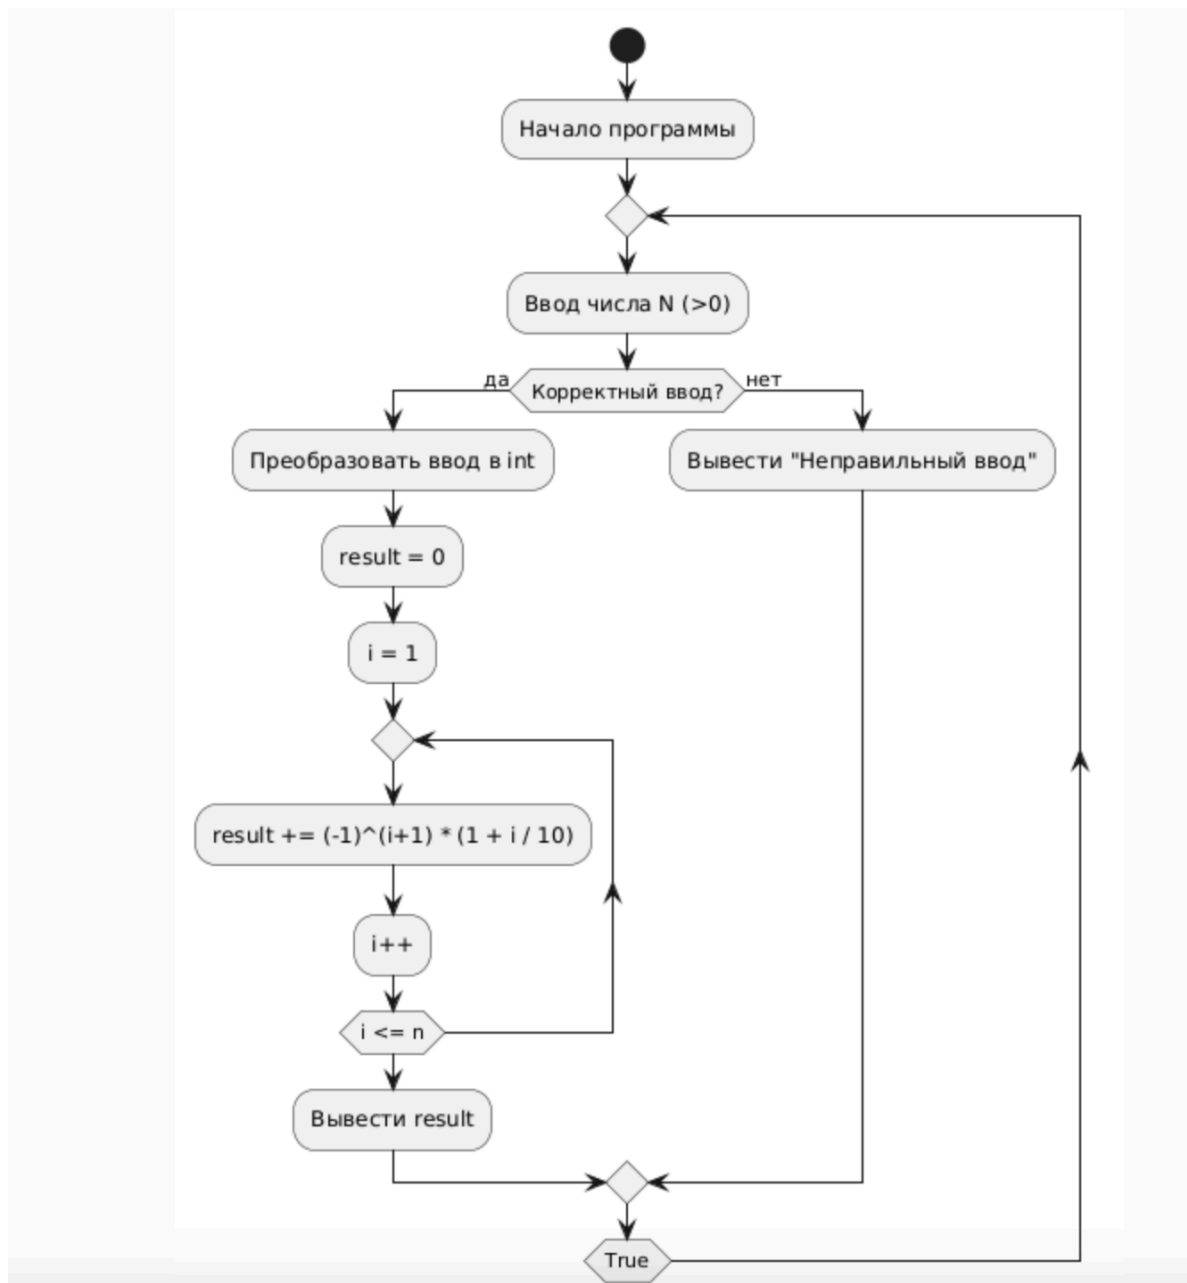 Начало программы
Ввод числа N (>0)
да
Корректный ввод?
нет
Преобразовать ввод в int
Вывести "Неправильный ввод"
result = 0
i = 1
result += (-1)^(i+1) * (1 + i / 10)
i++
i <= n
Вывести result
True